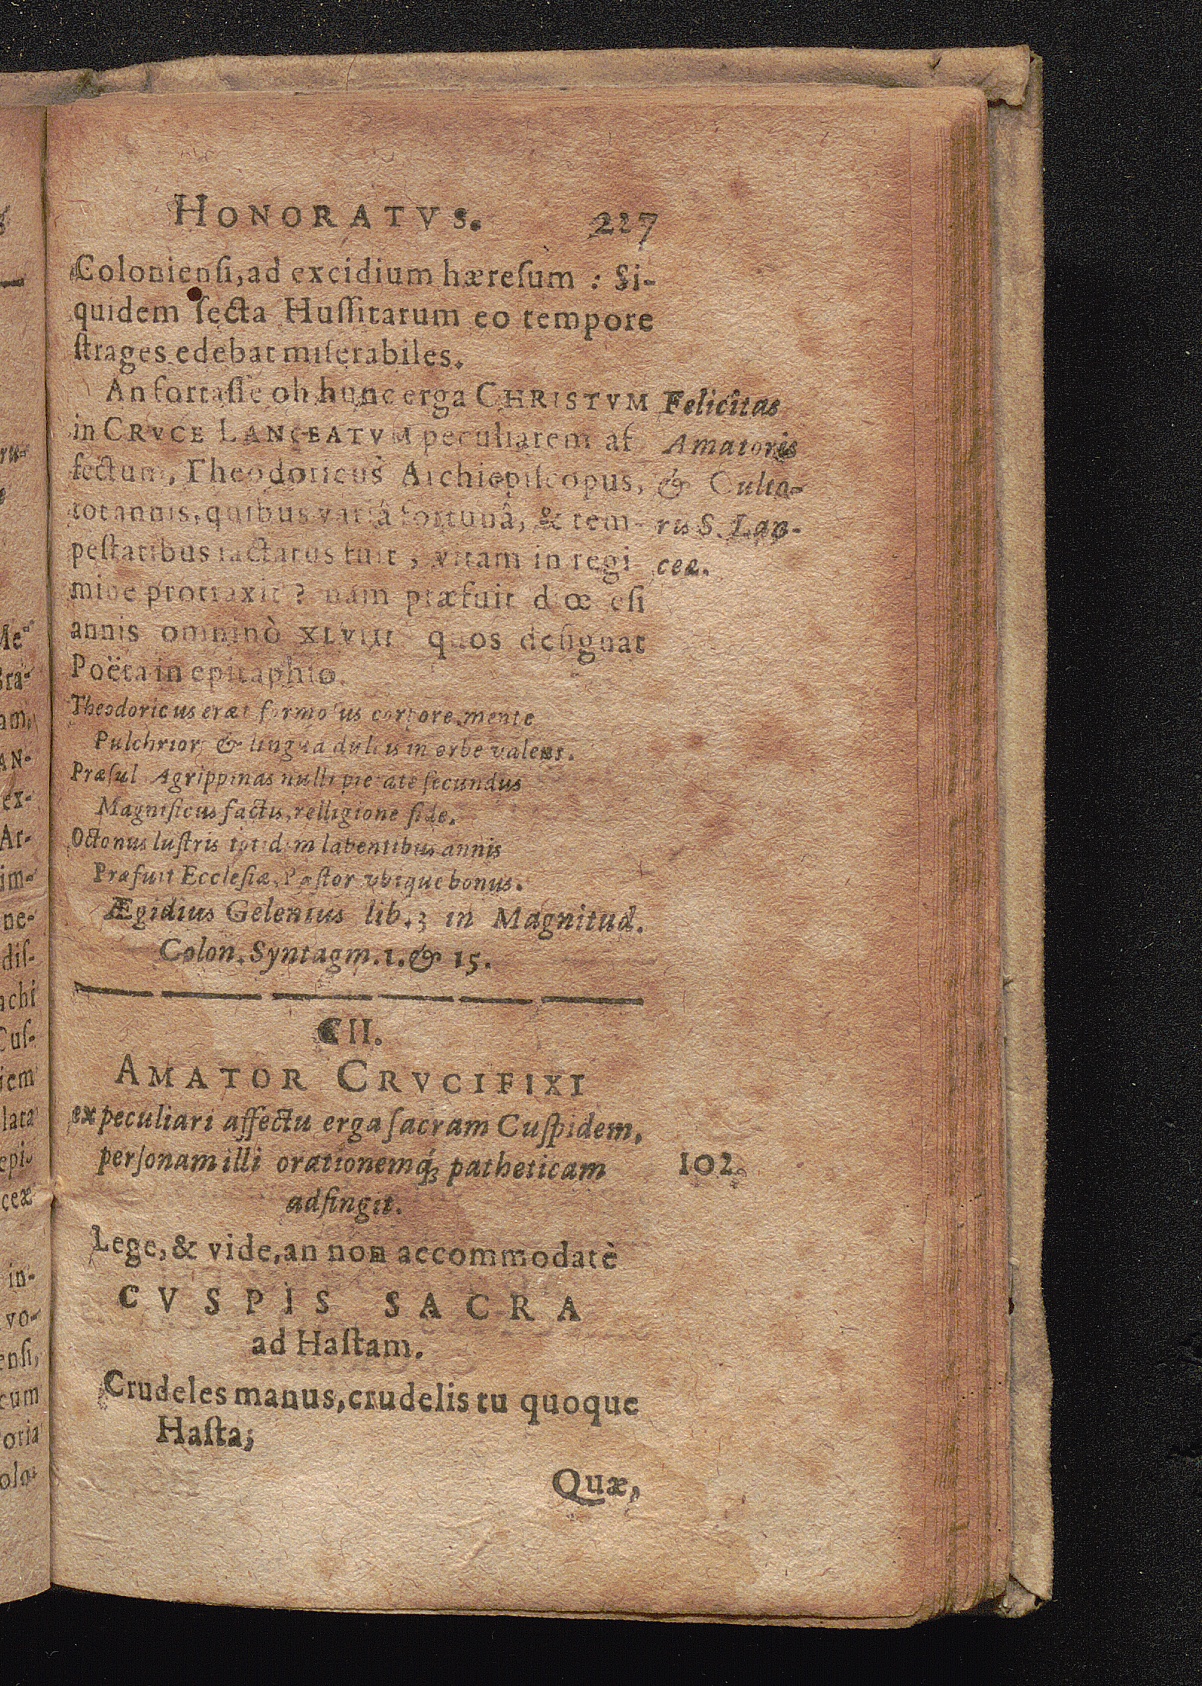 HONORATVS. 227
Coloniensi, ad excidium hæresum : Si-
quidem secta Hussitarum eo tempore
strages edebat miserabiles.
An fortasse ob hunc erga CHRISTVM
in CRVCE LANCEATVM peculiarem af
fectum, Theodoricus Archiepiscopus,
tot annis, quibus variâ fortunâ, & tem-
pestatibus iactatus fuit, vitam in regi
mine protraxit? nam præfuit diœcesi
annis omninò XLVIII quos designat
Poëta in epitaphio.
Felicitas
Amatoris
& Culto-
ris S. Lan-
ceæ.
Theodoricus erat formosus corpore, mente
Pulchrior, & lingua dulcis in orbe valens.
Præsul Agrippinas nulli pietate secundus
Magnificus factis, relligione fide.
Octonus lustris totidem labentibus annis
Præfuit Ecclesiæ, Pastor vbique bonus.
Ægidius Gelenius lib. 3 in Magnitud.
Colon. Syntagm. 1. & 15.
CII.
AMATOR CRVCIFIXI
ex peculiari affectu erga sacram Cuspidem,
personam illi orationemq́; patheticam
adfingit.
102.
Lege, & vide, an non accommodatè
CVSPIS SACRA
ad Hastam.
Crudeles manus, crudelis tu quoque
Hasta;
Quæ,